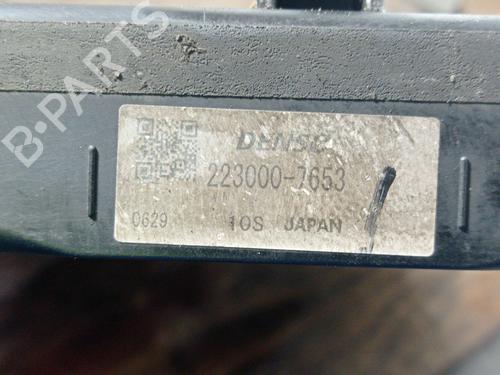 B-PARTS
DENSO
223000-7653
0629 10S JAPAN